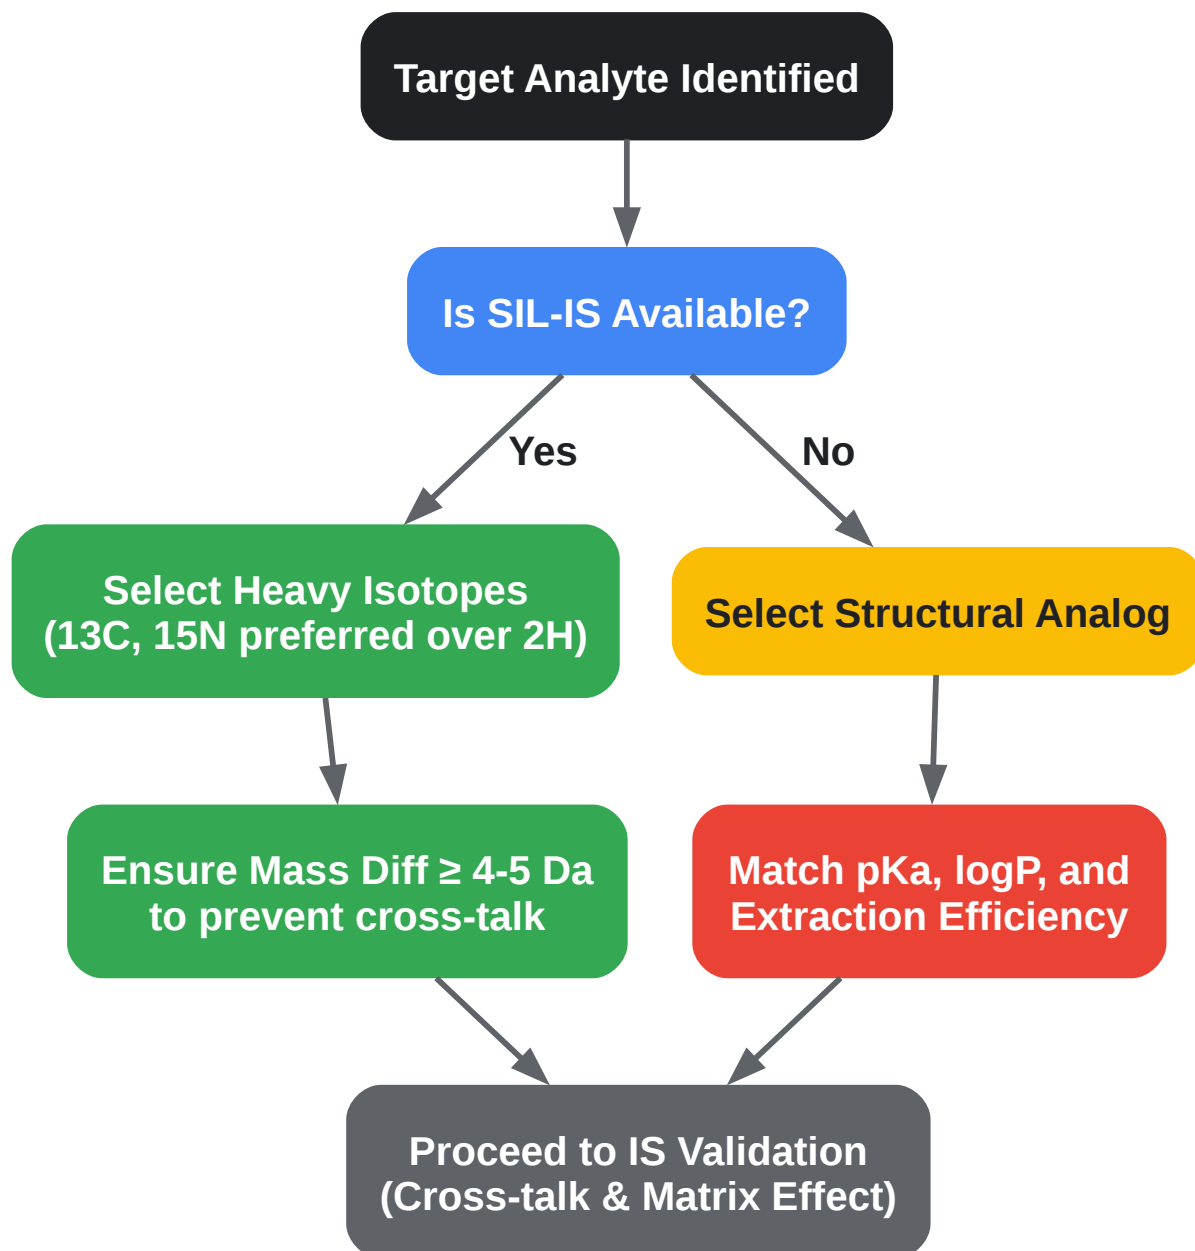 Target Analyte Identified
Is SIL-IS Available?
Yes
No
Select Heavy Isotopes
(13C, 15N preferred over 2H)
Select Structural Analog
Ensure Mass Diff ≥ 4-5 Da
to prevent cross-talk
Match pKa, logP, and
Extraction Efficiency
Proceed to IS Validation
(Cross-talk & Matrix Effect)